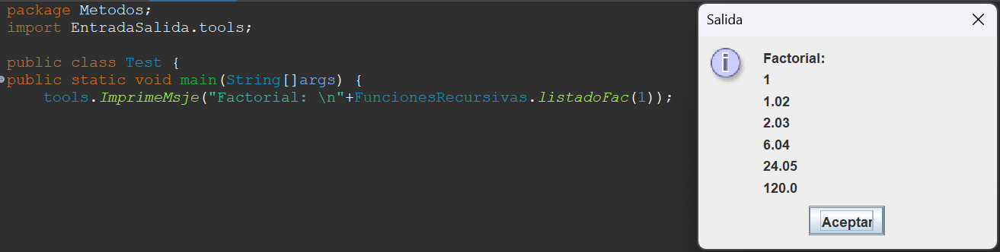 package Metodos;
import EntradaSalida.tools;
public class Test {
public static void main(String[]args) {
tools.ImprimeMsje("Factorial: \n"+FuncionesRecursivas.listadoFac(1));
Salida
Factorial:
1
1.02
2.03
6.04
24.05
120.0
Aceptar